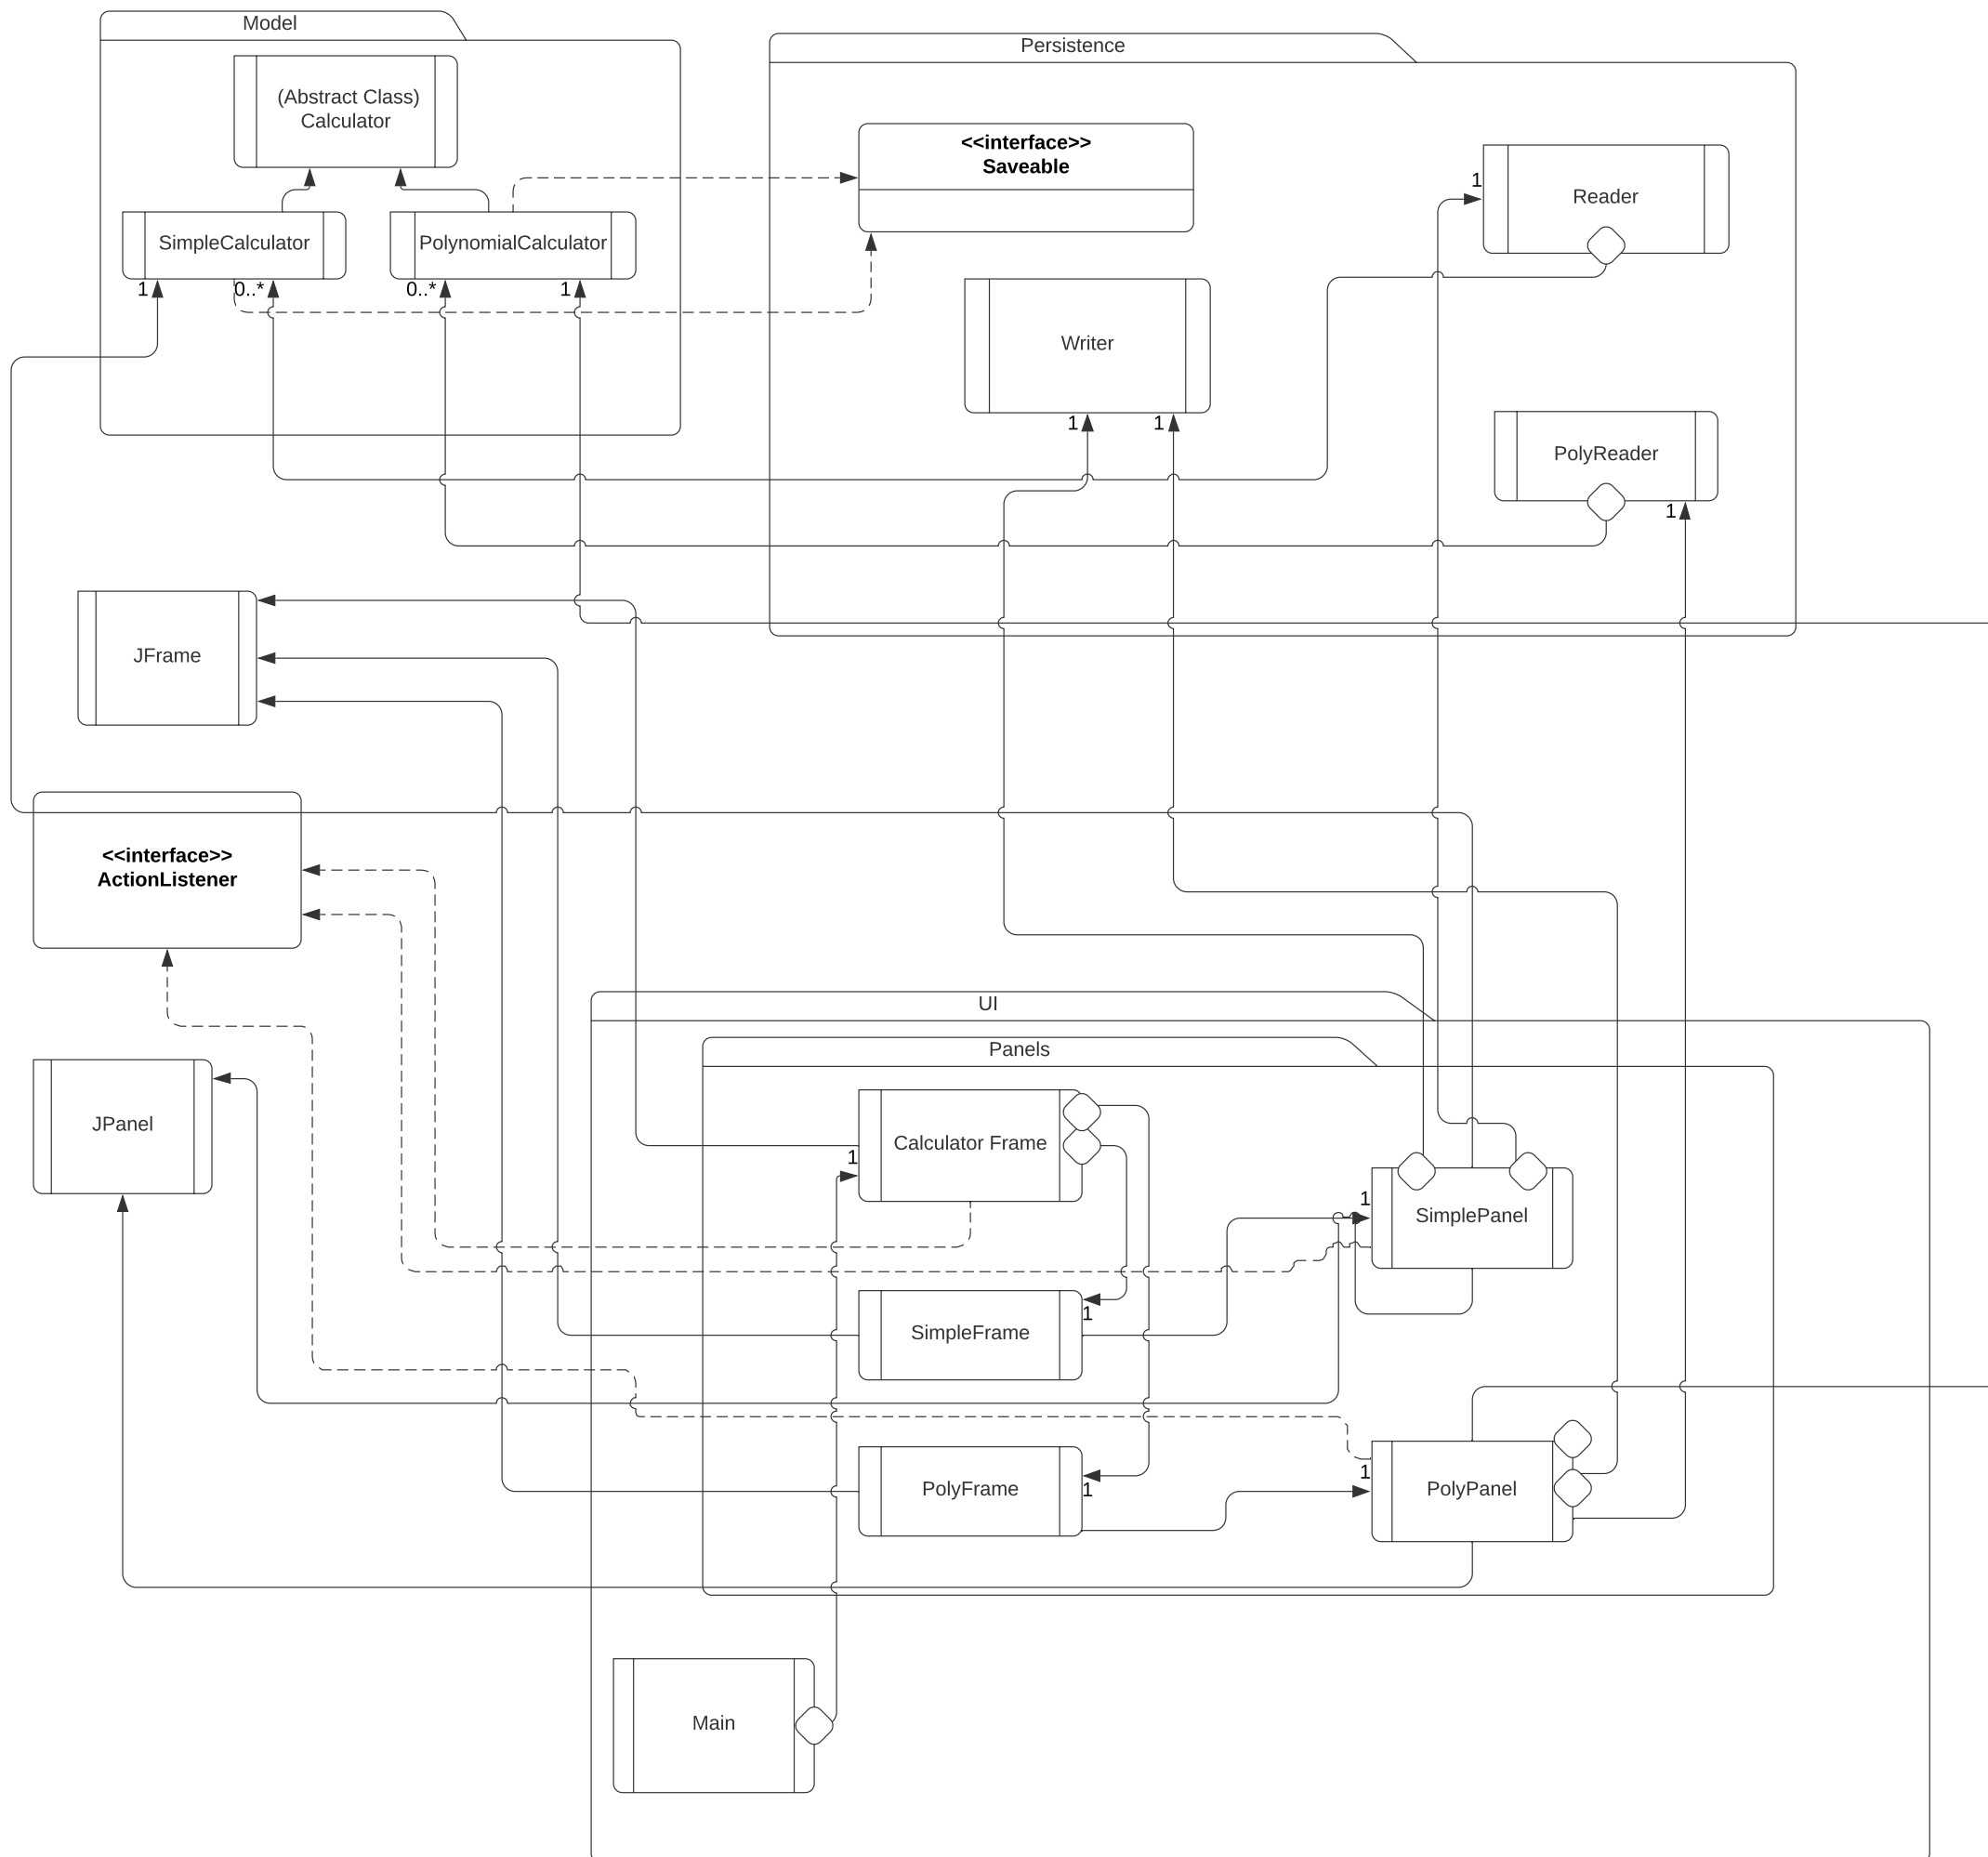 Model
Persistence
(Abstract Class)
Calculator
<<interface>>
Saveable
Reader
1
SimpleCalculator
PolynomialCalculator
1
0..*
0..*
1
Writer
1
1
PolyReader
1
JFrame
<<interface>>
ActionListener
UI
Panels
JPanel
Calculator Frame
1
1
SimplePanel
1
SimpleFrame
1
PolyFrame
1
PolyPanel
Main